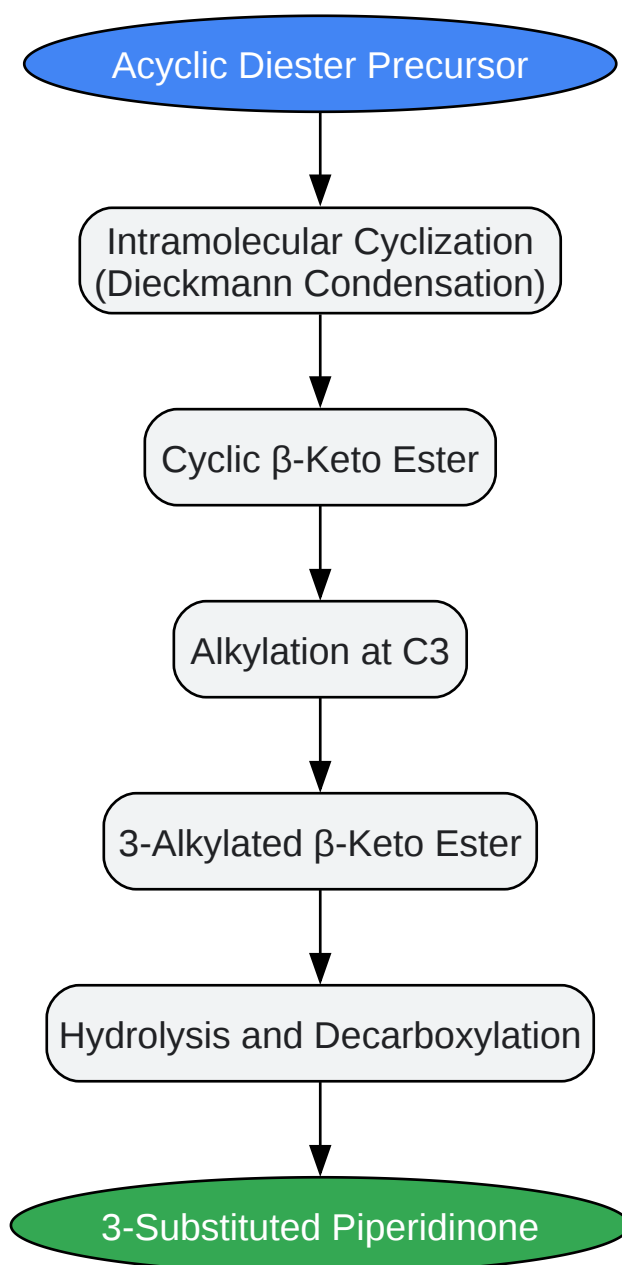 Acyclic Diester Precursor
Intramolecular Cyclization
(Dieckmann Condensation)
Cyclic β-Keto Ester
Alkylation at C3
3-Alkylated β-Keto Ester
Hydrolysis and Decarboxylation
3-Substituted Piperidinone